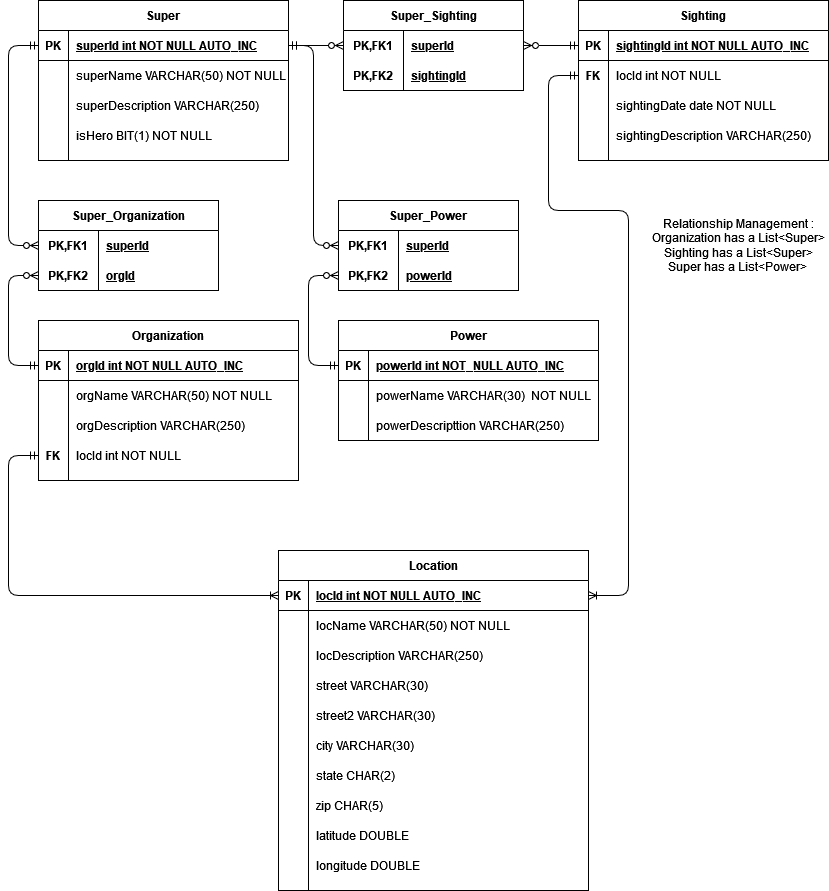 Super
PK superId int NOT NULL AUTO_INC
superName VARCHAR(50) NOT NULL
superDescription VARCHAR(250)
isHero BIT(1) NOT NULL
Super_Sighting
PK,FK1 superId
PK,FK2 sightingId
Sighting
PK sightingId int NOT NULL AUTO_INC
FK locId int NOT NULL
sightingDate date NOT NULL
sightingDescription VARCHAR(250)
Super_Organization
PK,FK1 superId
PK,FK2 orgId
Super_Power
PK,FK1 superId
PK,FK2 powerId
Relationship Management :
Organization has a List<Super>
Sighting has a List<Super>
Super has a List<Power>
Organization
PK orgId int NOT NULL AUTO_INC
orgName VARCHAR(50) NOT NULL
orgDescription VARCHAR(250)
FK locId int NOT NULL
Power
PK powerId int NOT NULL AUTO_INC
powerName VARCHAR(30) NOT NULL
powerDescripttion VARCHAR(250)
Location
PK locId int NOT NULL AUTO_INC
locName VARCHAR(50) NOT NULL
locDescription VARCHAR(250)
street VARCHAR(30)
street2 VARCHAR(30)
city VARCHAR(30)
state CHAR(2)
zip CHAR(5)
latitude DOUBLE
longitude DOUBLE